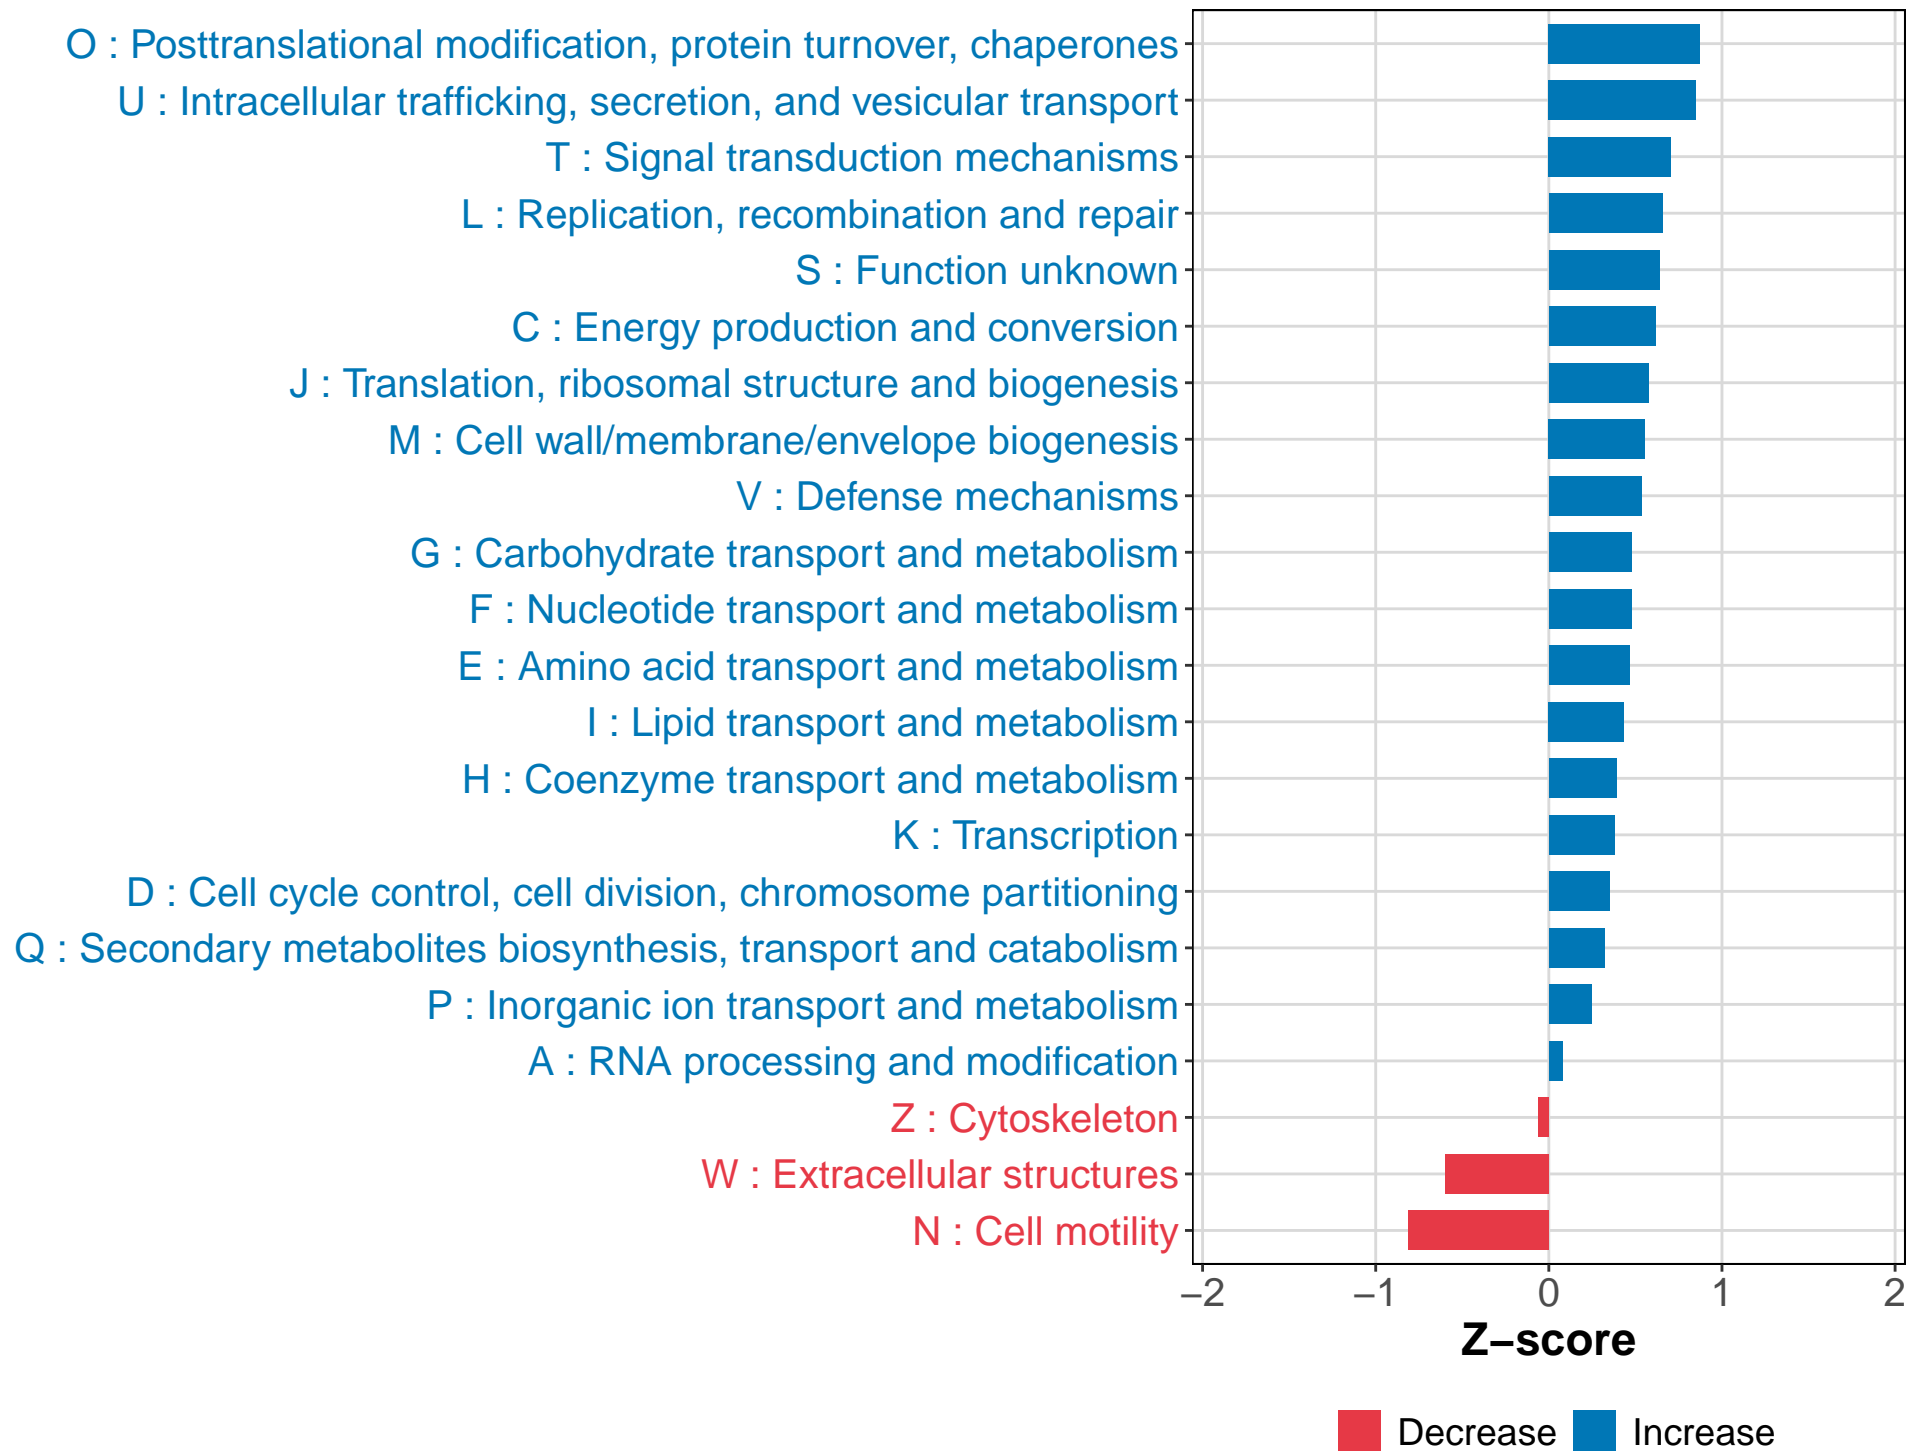 O : Posttranslational modification, protein turnover, chaperones
U : Intracellular trafficking, secretion, and vesicular transport
T : Signal transduction mechanisms
L : Replication, recombination and repair
S : Function unknown
C : Energy production and conversion
J : Translation, ribosomal structure and biogenesis
M : Cell wall/membrane/envelope biogenesis
V : Defense mechanisms
G : Carbohydrate transport and metabolism
F : Nucleotide transport and metabolism
E : Amino acid transport and metabolism
I : Lipid transport and metabolism
H : Coenzyme transport and metabolism
K : Transcription
D : Cell cycle control, cell division, chromosome partitioning
Q : Secondary metabolites biosynthesis, transport and catabolism
P : Inorganic ion transport and metabolism
A : RNA processing and modification
Z : Cytoskeleton
W : Extracellular structures
N : Cell motility
−2 −1 0 1 2
Z−score
Decrease Increase